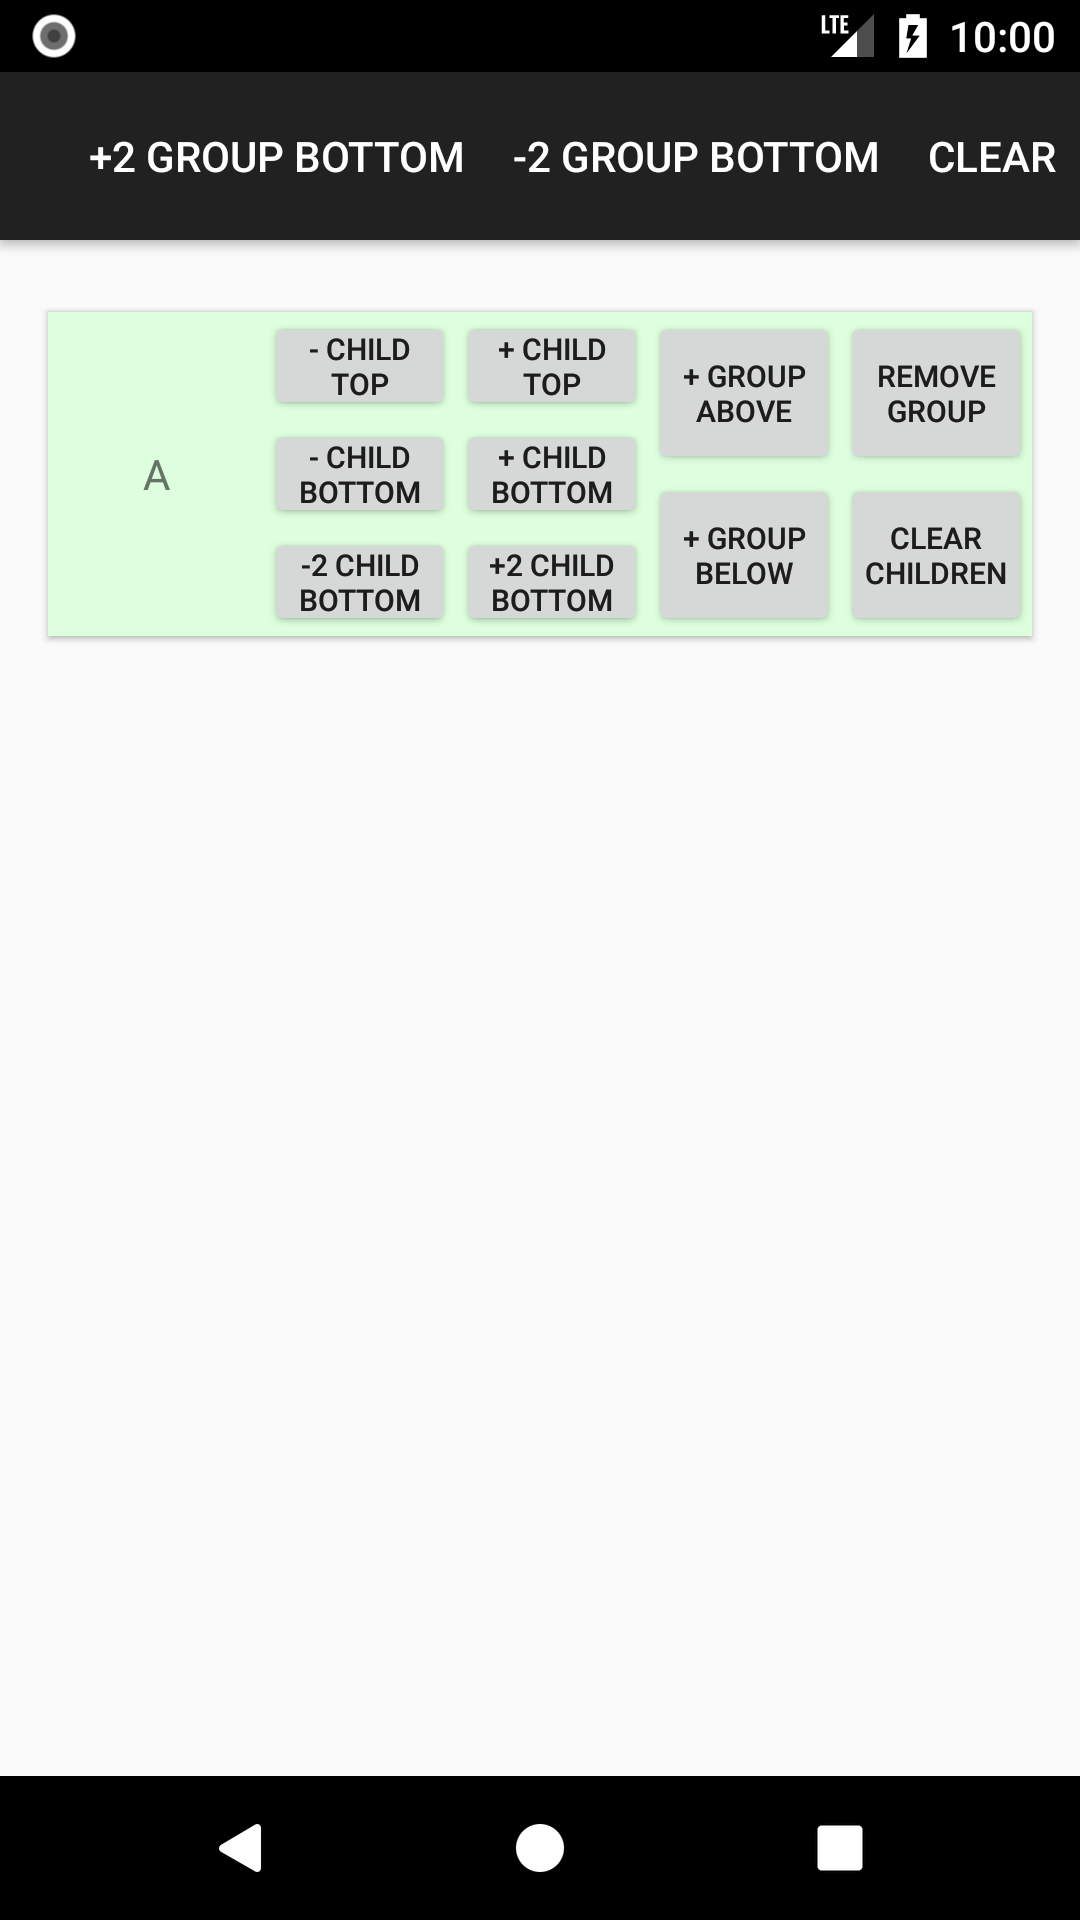 LTE 10:00
+2 GROUP BOTTOM -2 GROUP BOTTOM CLEAR
A
- CHILD
TOP
+ CHILD
TOP
+ GROUP
ABOVE
REMOVE
GROUP
- CHILD
BOTTOM
+ CHILD
BOTTOM
-2 CHILD
BOTTOM
+2 CHILD
BOTTOM
+ GROUP
BELOW
CLEAR
CHILDREN